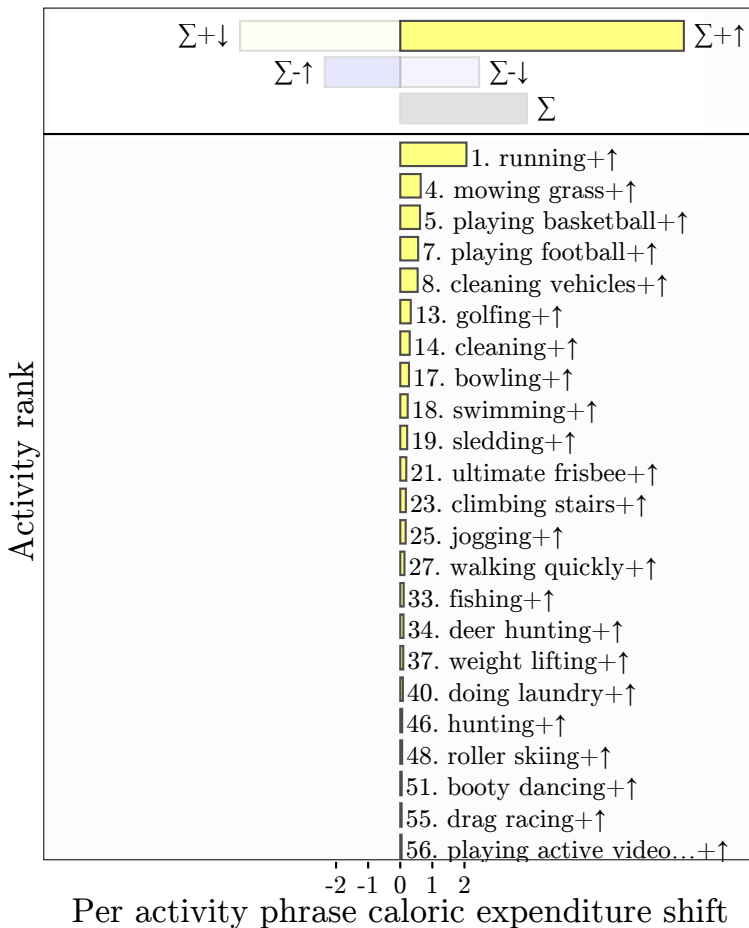 ∑+↓ ∑+↑
∑-↑ ∑-↓
∑
1. running+↑
4. mowing grass+↑
5. playing basketball+↑
7. playing football+↑
8. cleaning vehicles+↑
13. golfing+↑
14. cleaning+↑
17. bowling+↑
18. swimming+↑
19. sledding+↑
21. ultimate frisbee+↑
23. climbing stairs+↑
25. jogging+↑
27. walking quickly+↑
33. fishing+↑
34. deer hunting+↑
37. weight lifting+↑
40. doing laundry+↑
46. hunting+↑
48. roller skiing+↑
51. booty dancing+↑
55. drag racing+↑
56. playing active video...+↑
Activity rank
-2 -1 0 1 2
Per activity phrase caloric expenditure shift